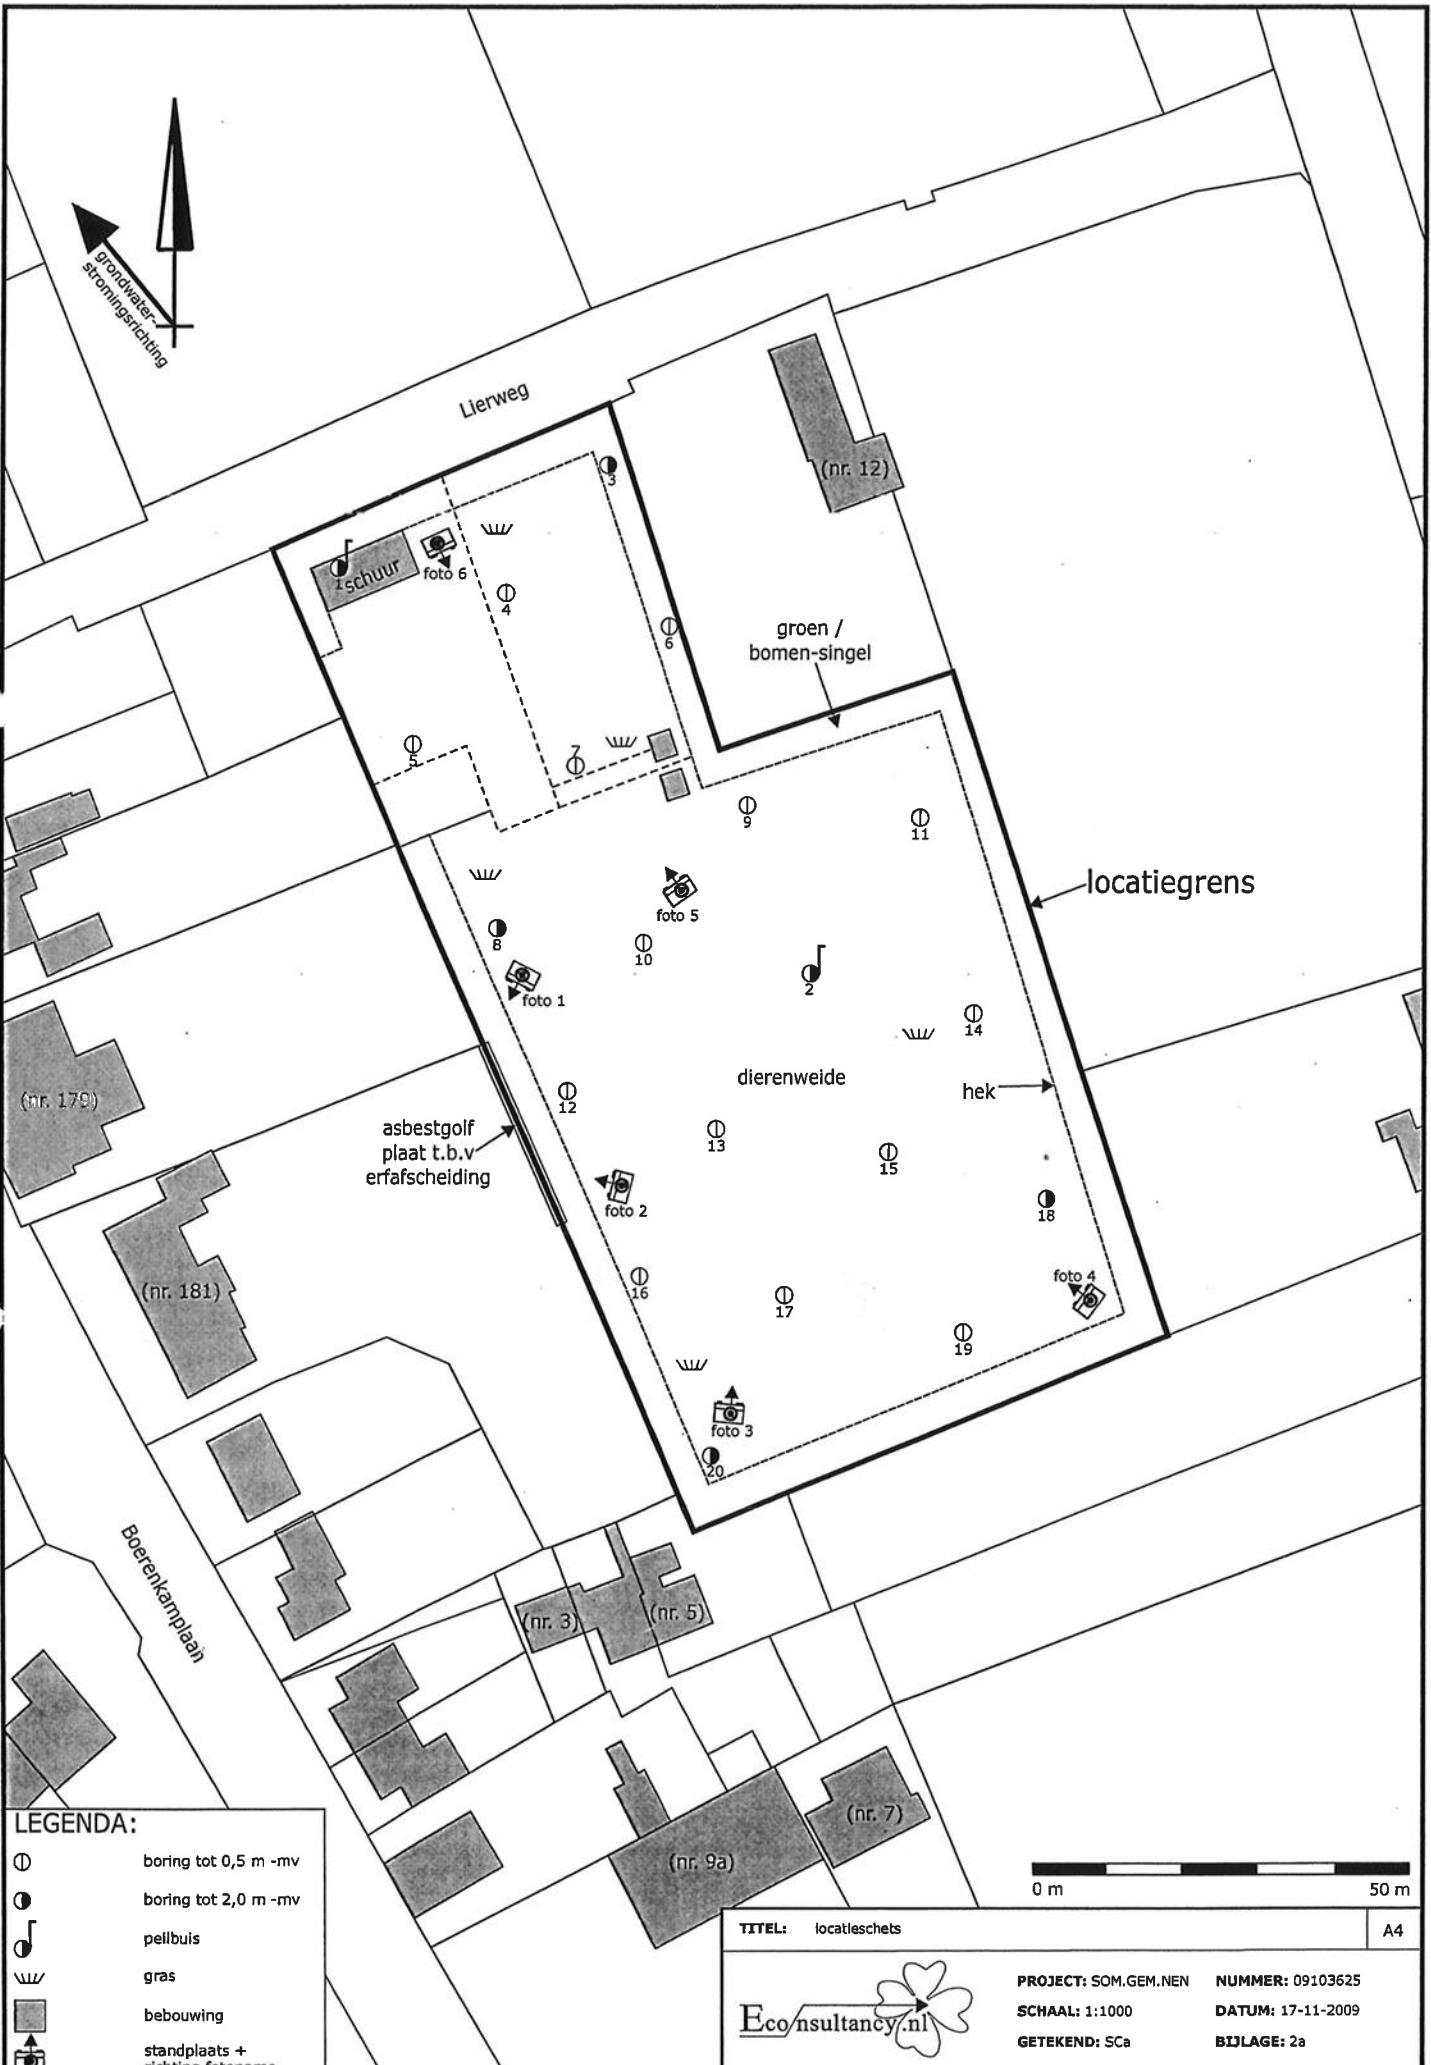 grondwater-
stromingsrichting
Lierweg
(nr. 12)
3
1
schuur
foto 6
4
6
groen /
bomen-singel
5
7
9
11
locatiegrens
foto 5
8
10
foto 1
2
14
dierenweide
hek
(nr. 179)
12
asbestgolf
plaat t.b.v
erfafscheiding
13
15
foto 2
18
(nr. 181)
16
17
foto 4
19
foto 3
20
Boerenkamplaan
(nr. 3)
(nr. 5)
(nr. 7)
(nr. 9a)
LEGENDA:
boring tot 0,5 m -mv
boring tot 2,0 m -mv
peilbuis
gras
bebouwing
standplaats +
0 m 50 m
TITEL: locatieschets A4
PROJECT: SOM.GEM.NEN NUMMER: 09103625
Econsultancy.nl
SCHAAL: 1:1000 DATUM: 17-11-2009
GETEKEND: SCa BIJLAGE: 2a